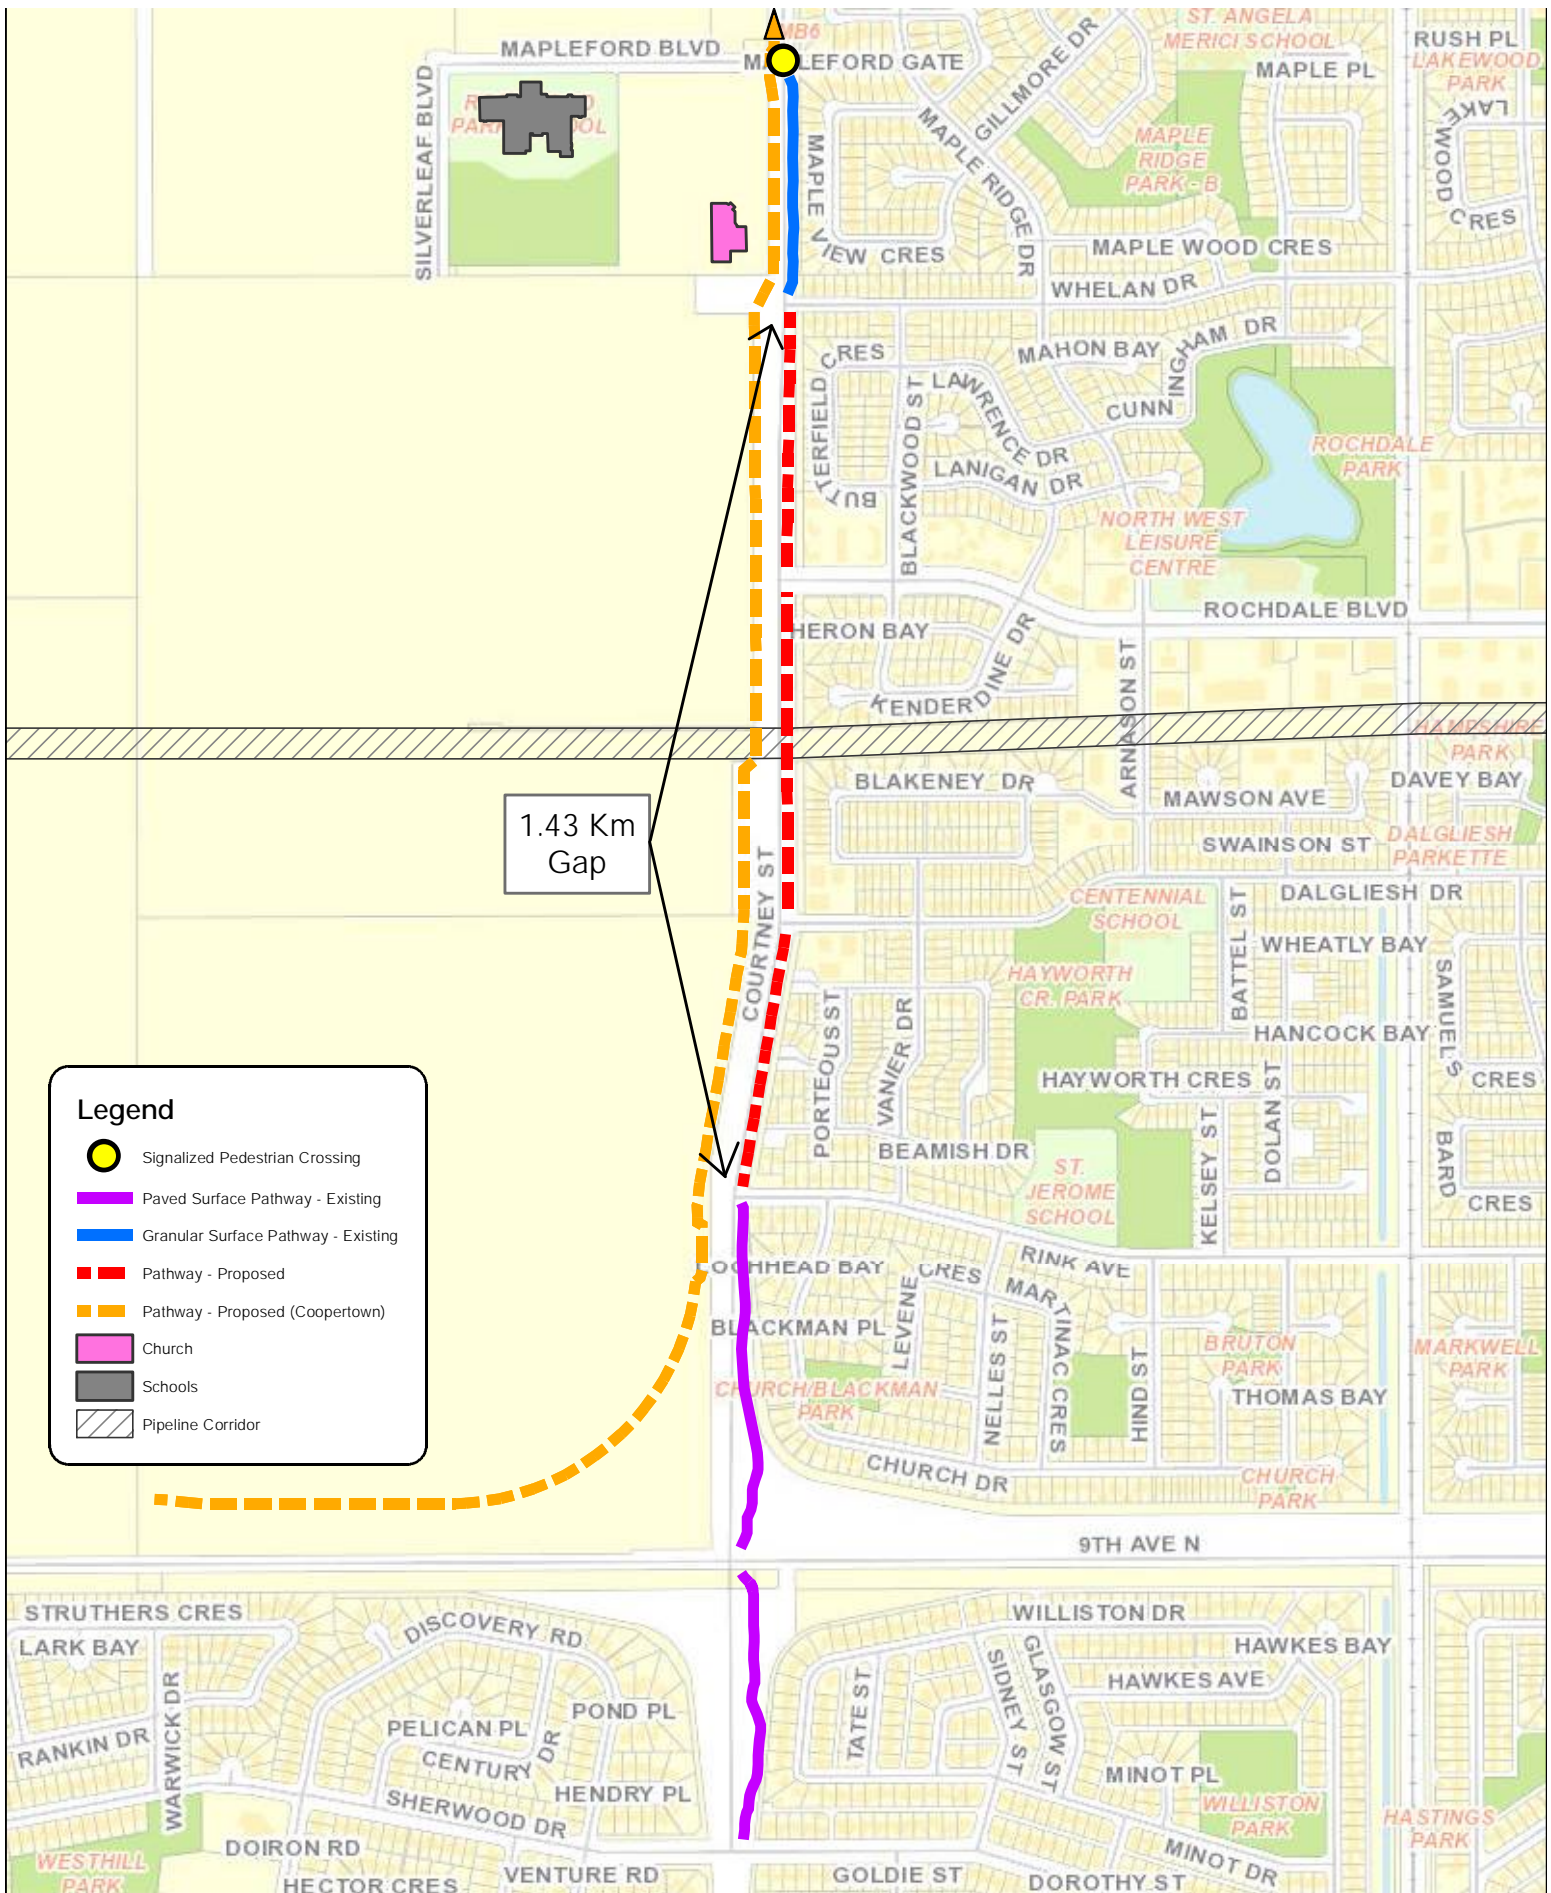 ST. ANGELA
MERICI SCHOOL
MB6
MAPLEFORD BLVD
MAPLEFORD GATE
GILLMORE DR
MAPLE PL
RUSH PL
LAKEWOOD
PARK
SILVERLEAF BLVD
MAPLE VIEW CRES
MAPLE RIDGE DR
MAPLE
RIDGE
PARK - B
LAKEWOOD CRES
MAPLE WOOD CRES
WHELAN DR
BUTTERFIELD CRES
BLACKWOOD ST
LAWRENCE DR
MAHON BAY
CUNNINGHAM DR
LANIGAN DR
ROCHDALE
PARK
NORTH WEST
LEISURE
CENTRE
ROCHDALE BLVD
HERON BAY
KENDERDINE DR
ARNASON ST
HAMPSHIRE
PARK
BLAKENEY DR
MAWSON AVE
DAVEY BAY
1.43 Km
Gap
SWAINSON ST
DALGLIESH
PARKETTE
COURTNEY ST
CENTENNIAL
SCHOOL
DALGLIESH DR
BATTEL ST
WHEATLY BAY
HAYWORTH
CR. PARK
PORTEOUS ST
VANIER DR
HANCOCK BAY
SAMUELS CRES
HAYWORTH CRES
DOLAN ST
KELSEY ST
BEAMISH DR
ST.
JEROME
SCHOOL
BARD CRES
Legend
Signalized Pedestrian Crossing
Paved Surface Pathway - Existing
Granular Surface Pathway - Existing
Pathway - Proposed
Pathway - Proposed (Coopertown)
Church
Schools
Pipeline Corridor
RINK AVE
LOCHHEAD BAY
LEVENE CRES
MARTINAC CRES
BLACKMAN PL
NELLES ST
HIND ST
BRUTON
PARK
MARKWELL
PARK
CHURCH/BLACKMAN
PARK
THOMAS BAY
CHURCH DR
CHURCH
PARK
9TH AVE N
STRUTHERS CRES
LARK BAY
DISCOVERY RD
WILLISTON DR
HAWKES BAY
HAWKES AVE
WARWICK DR
RANKIN DR
PELICAN PL
POND PL
CENTURY DR
TATE ST
SIDNEY ST
GLASGOW ST
HENDRY PL
MINOT PL
SHERWOOD DR
WILLISTON
PARK
HASTINGS
PARK
DOIRON RD
MINOT DR
WESTHILL
PARK
HECTOR CRES
VENTURE RD
GOLDIE ST
DOROTHY ST